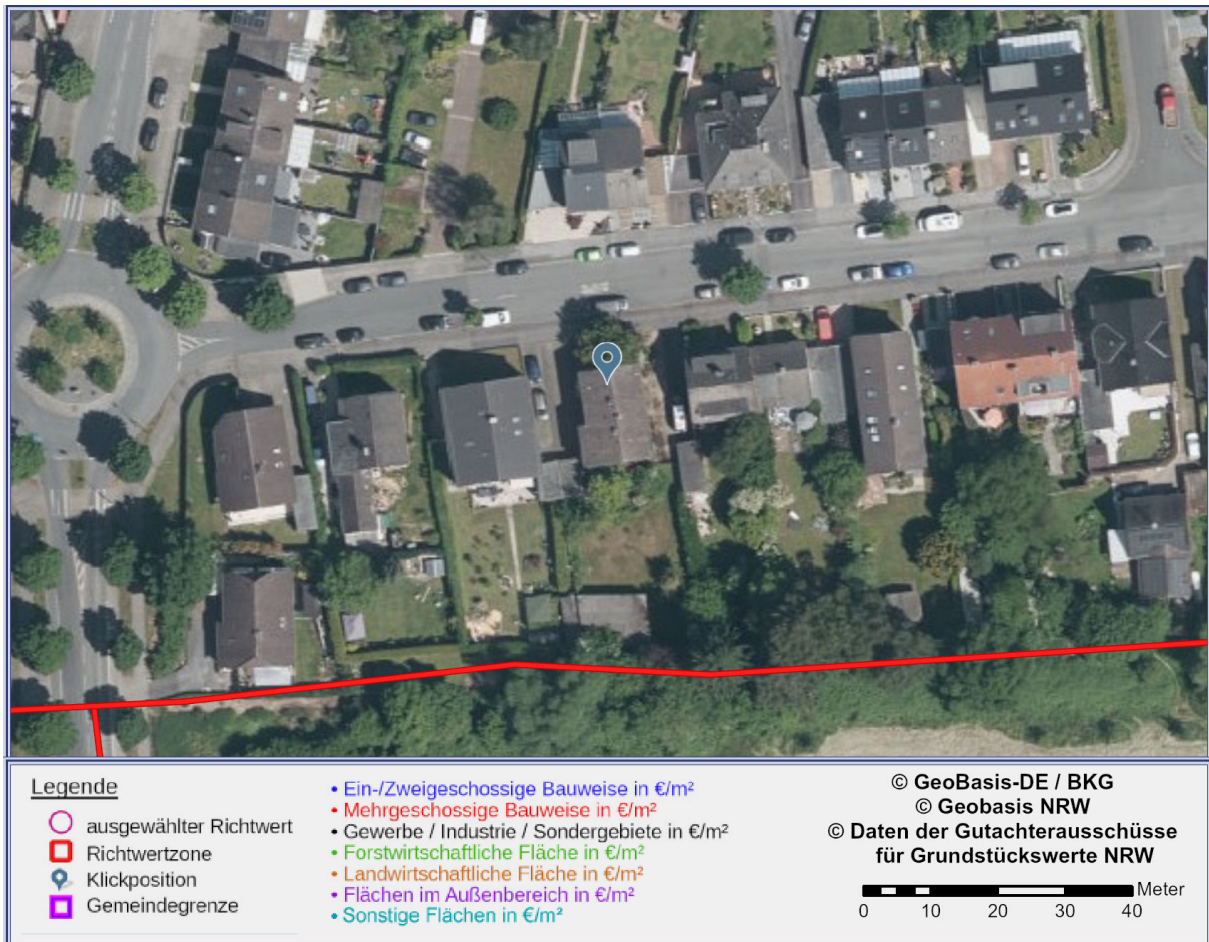 Legende
ausgewählter Richtwert
Richtwertzone
Klickposition
Gemeindegrenze
• Ein-/Zweigeschossige Bauweise in €/m²
• Mehrgeschossige Bauweise in €/m²
• Gewerbe / Industrie / Sondergebiete in €/m²
• Forstwirtschaftliche Fläche in €/m²
• Landwirtschaftliche Fläche in €/m²
• Flächen im Außenbereich in €/m²
• Sonstige Flächen in €/m²
© GeoBasis-DE / BKG
© Geobasis NRW
© Daten der Gutachterausschüsse
für Grundstückswerte NRW
Meter
0 10 20 30 40